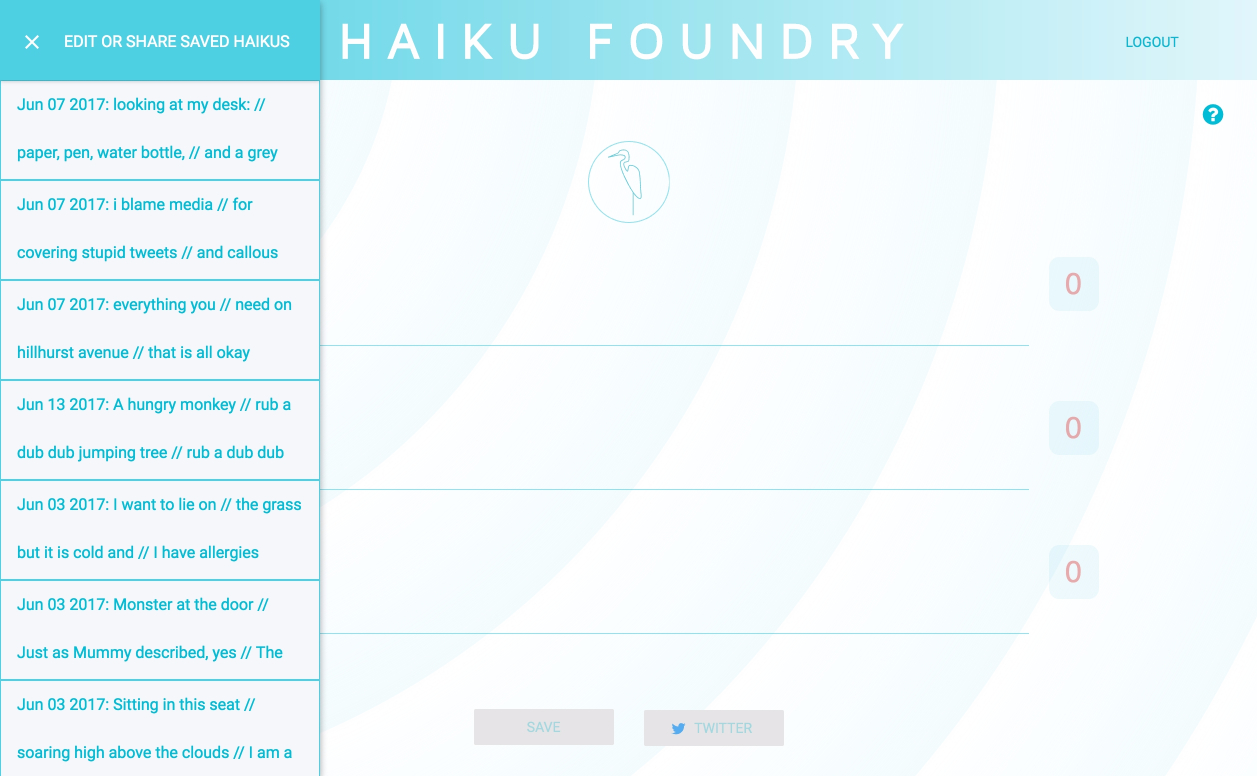 EDIT OR SHARE SAVED HAIKUS
HAIKU FOUNDRY
LOGOUT
Jun 07 2017: looking at my desk: //
paper, pen, water bottle, // and a grey
Jun 07 2017: i blame media // for
covering stupid tweets // and callous
Jun 07 2017: everything you // need on
hillhurst avenue // that is all okay
Jun 13 2017: A hungry monkey // rub a
dub dub jumping tree // rub a dub dub
Jun 03 2017: I want to lie on // the grass
but it is cold and // I have allergies
Jun 03 2017: Monster at the door //
Just as Mummy described, yes // The
Jun 03 2017: Sitting in this seat //
soaring high above the clouds // I am a
?
0
0
0
SAVE
TWITTER